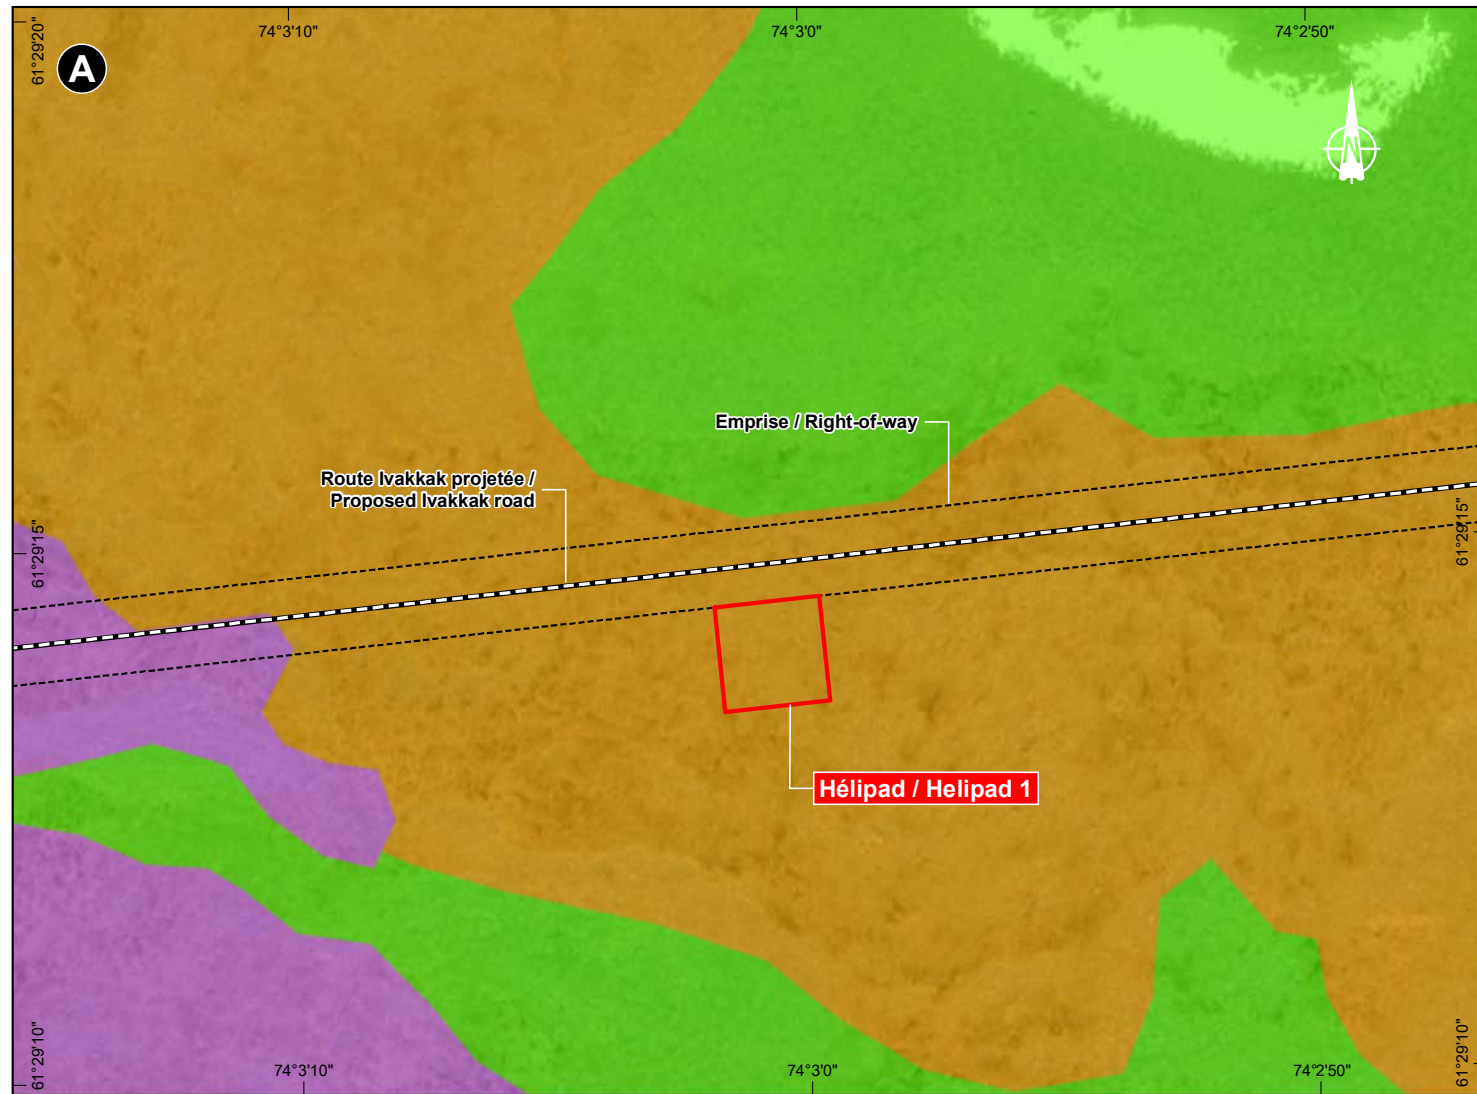 74°3'10"
74°3'0"
74°2'50"
61°29'20"
A
N
Emprise / Right-of-way
Route Ivakkak projetée /
Proposed Ivakkak road
61°29'15"
61°29'15"
Hélipad / Helipad 1
61°29'10"
61°29'10"
74°3'10"
74°3'0"
74°2'50"